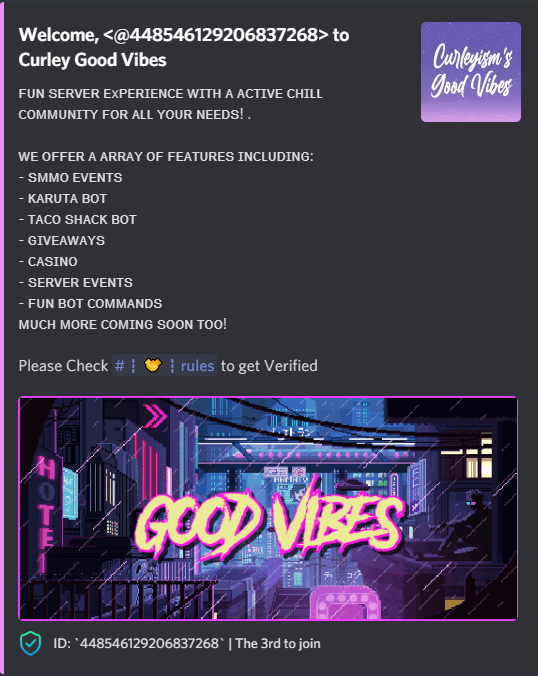 Welcome, <@448546129206837268> to
Curley Good Vibes
Curleyism's
Good Vibes
FUN SERVER ExPERIENCE WITH A ACTIVE CHILL
COMMUNITY FOR ALL YOUR NEEDS! .
WE OFFER A ARRAY OF FEATURES INCLUDING:
- SMMO EVENTS
- KARUTA BOT
- TACO SHACK BOT
- GIVEAWAYS
- CASINO
- SERVER EVENTS
- FUN BOT COMMANDS
MUCH MORE COMING SOON TOO!
Please Check # ┆ 💛 ┆ rules to get Verified
HOTEL
GOOD VIBES
ID: `448546129206837268` | The 3rd to join